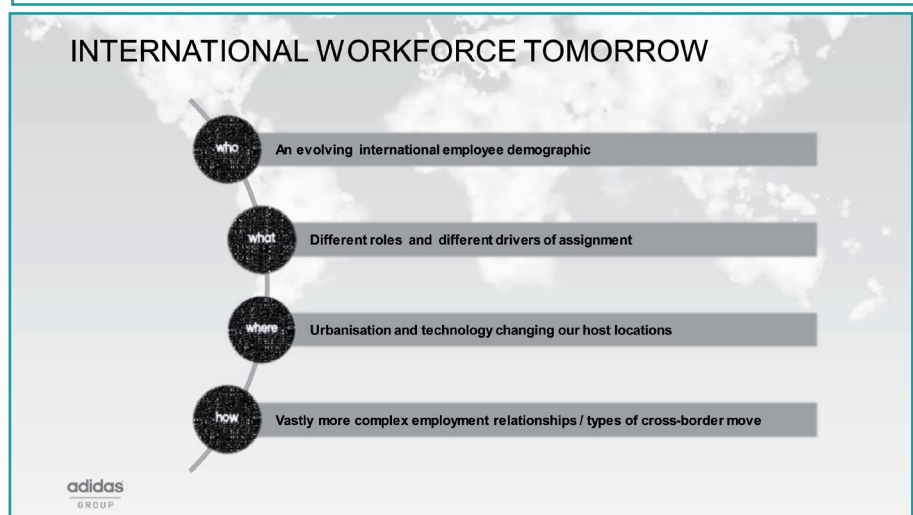 INTERNATIONAL WORKFORCE TOMORROW
who
An evolving international employee demographic
what
Different roles and different drivers of assignment
where
Urbanisation and technology changing our host locations
how
Vastly more complex employment relationships / types of cross-border move
adidas
GROUP